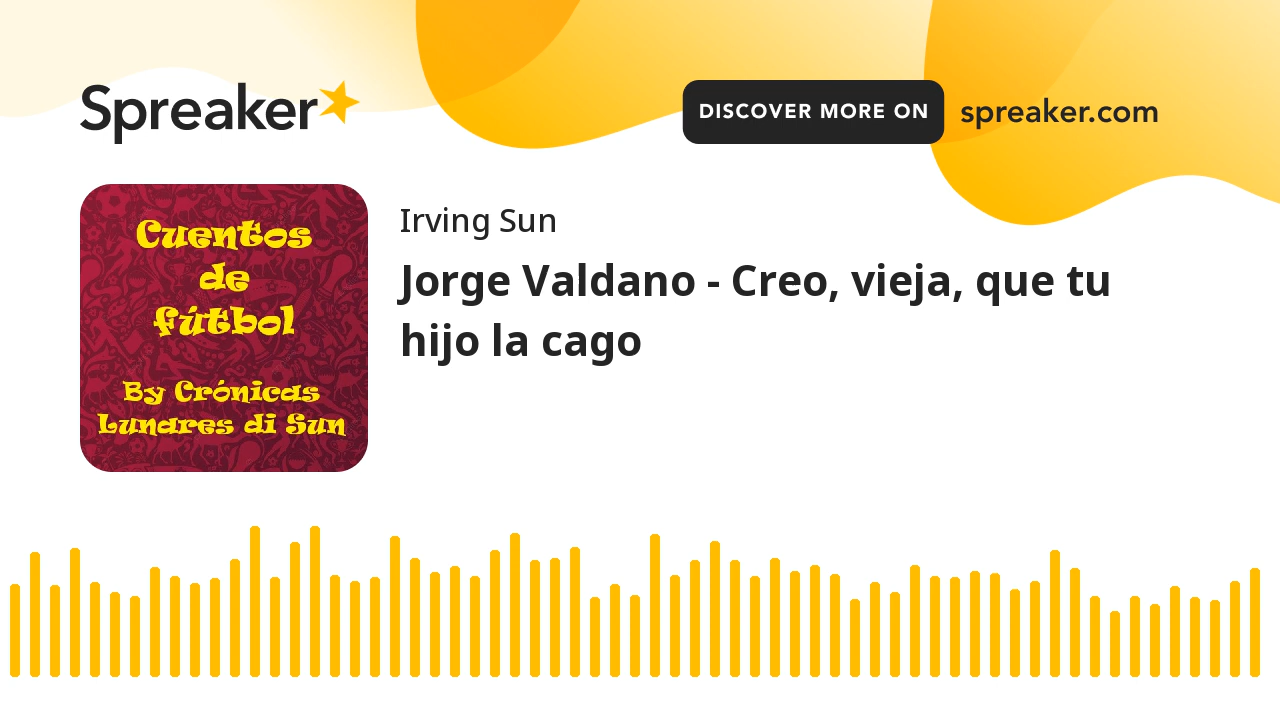 Spreaker
DISCOVER MORE ON
spreaker.com
Cuentos
de
fútbol
By Crónicas
Lunares di Sun
Irving Sun
Jorge Valdano - Creo, vieja, que tu
hijo la cago